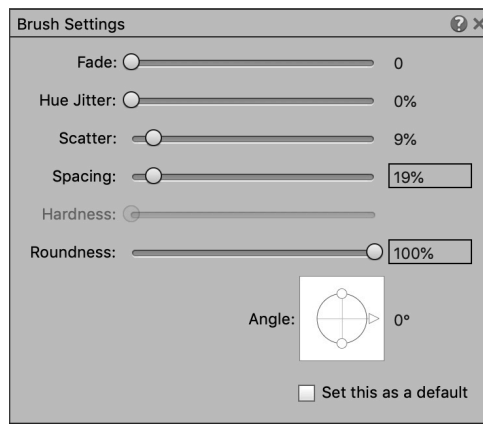 Brush Settings
Fade: 0
Hue Jitter: 0%
Scatter: 9%
Spacing: 19%
Hardness:
Roundness: 100%
Angle: 0°
Set this as a default